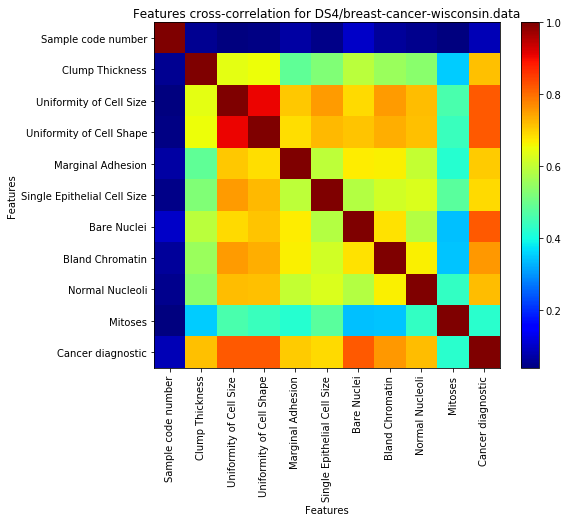 Features cross-correlation for DS4/breast-cancer-wisconsin.data
Sample code number
Clump Thickness
Uniformity of Cell Size
Uniformity of Cell Shape
Marginal Adhesion
Single Epithelial Cell Size
Bare Nuclei
Bland Chromatin
Normal Nucleoli
Mitoses
Cancer diagnostic
Features
Sample code number
Clump Thickness
Uniformity of Cell Size
Uniformity of Cell Shape
Marginal Adhesion
Single Epithelial Cell Size
Bare Nuclei
Bland Chromatin
Normal Nucleoli
Mitoses
Cancer diagnostic
Features
1.0
0.8
0.6
0.4
0.2